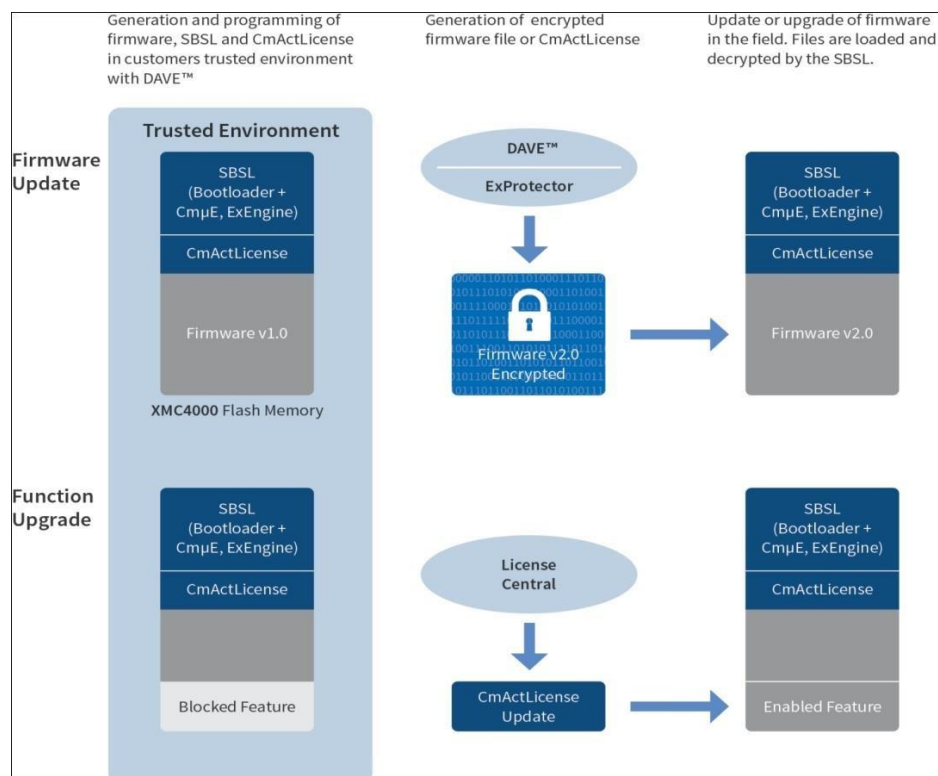 Generation and programming of
firmware, SBSL and CmActLicense
in customers trusted environment
with DAVE™
Generation of encrypted
firmware file or CmActLicense
Update or upgrade of firmware
in the field. Files are loaded and
decrypted by the SBSL.
Firmware
Update
Trusted Environment
SBSL
(Bootloader +
CmµE, ExEngine)
CmActLicense
Firmware v1.0
XMC4000 Flash Memory
DAVE™
ExProtector
Firmware v2.0
Encrypted
SBSL
(Bootloader +
CmµE, ExEngine)
CmActLicense
Firmware v2.0
Function
Upgrade
SBSL
(Bootloader +
CmµE, ExEngine)
CmActLicense
Blocked Feature
License
Central
CmActLicense
Update
SBSL
(Bootloader +
CmµE, ExEngine)
CmActLicense
Enabled Feature